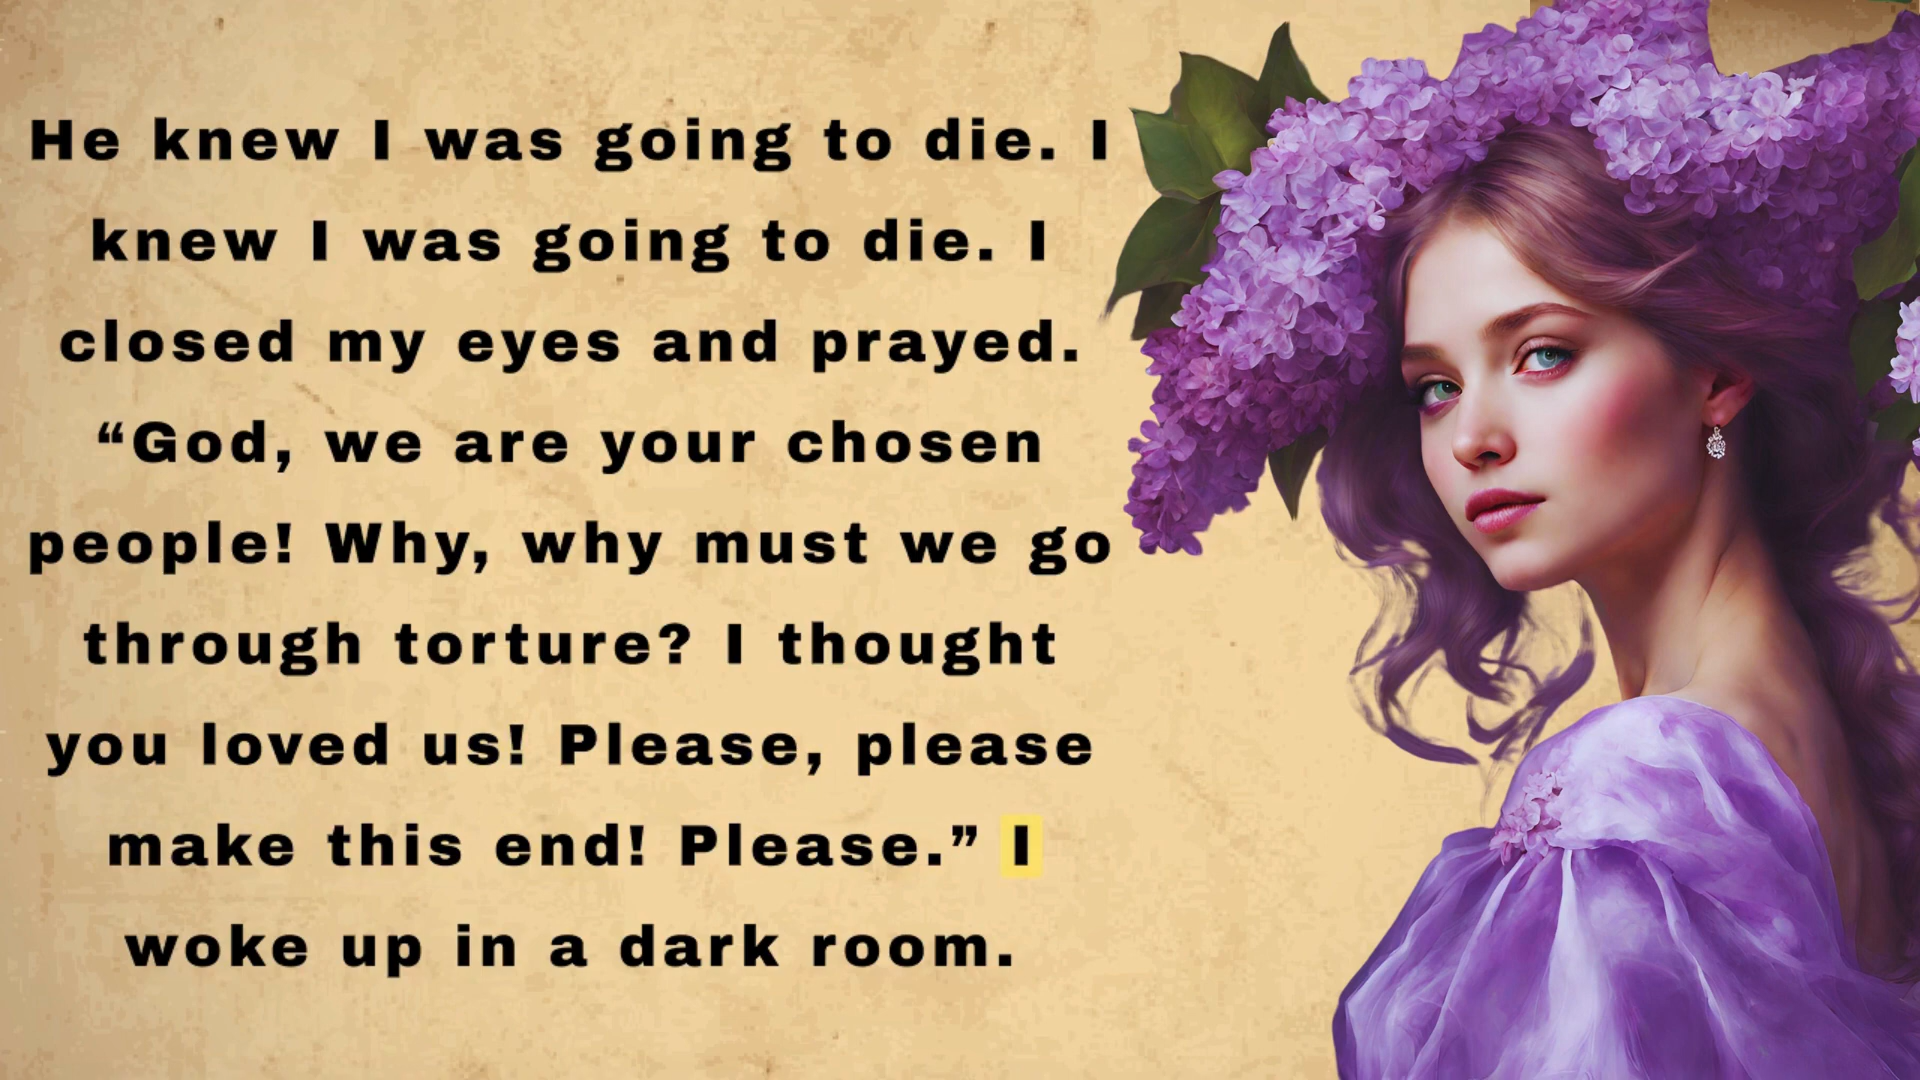 He knew I was going to die. I
knew I was going to die. I
closed my eyes and prayed.
“God, we are your chosen
people! Why, why must we go
through torture? I thought
you loved us! Please, please
make this end! Please.” I
woke up in a dark room.